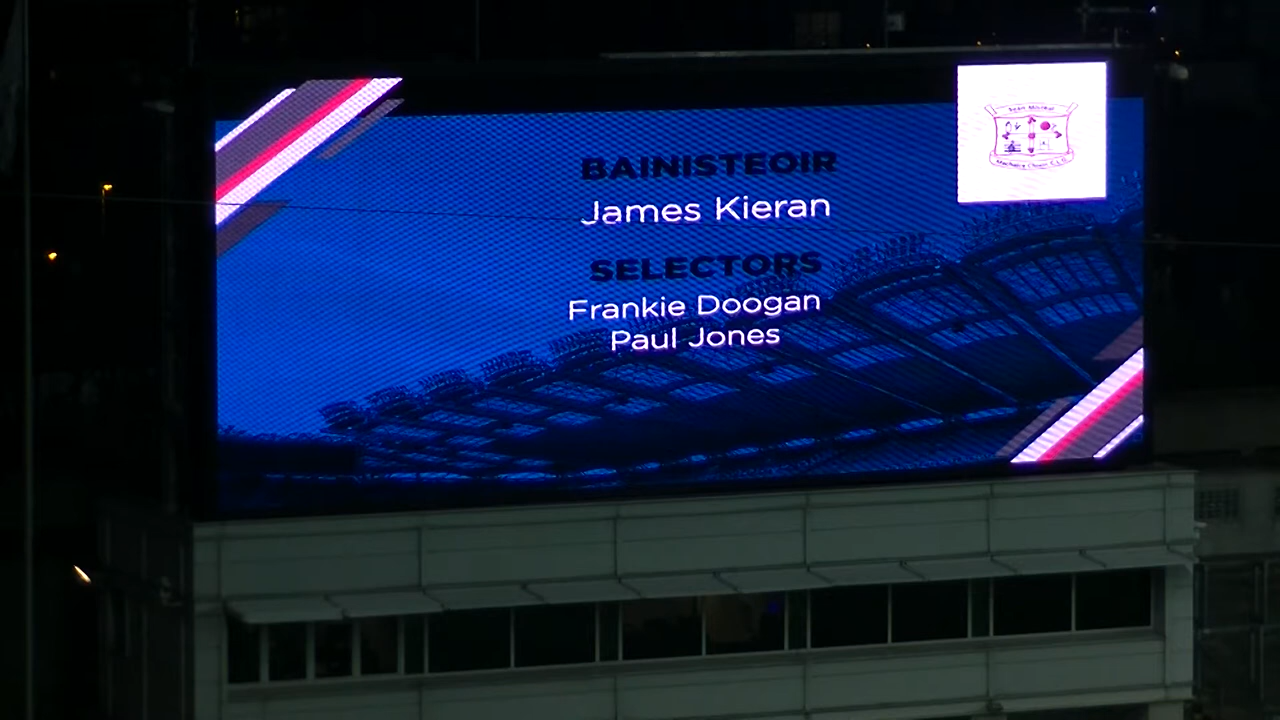 BAINISTEOIR
James Kieran
SELECTORS
Frankie Doogan
Paul Jones